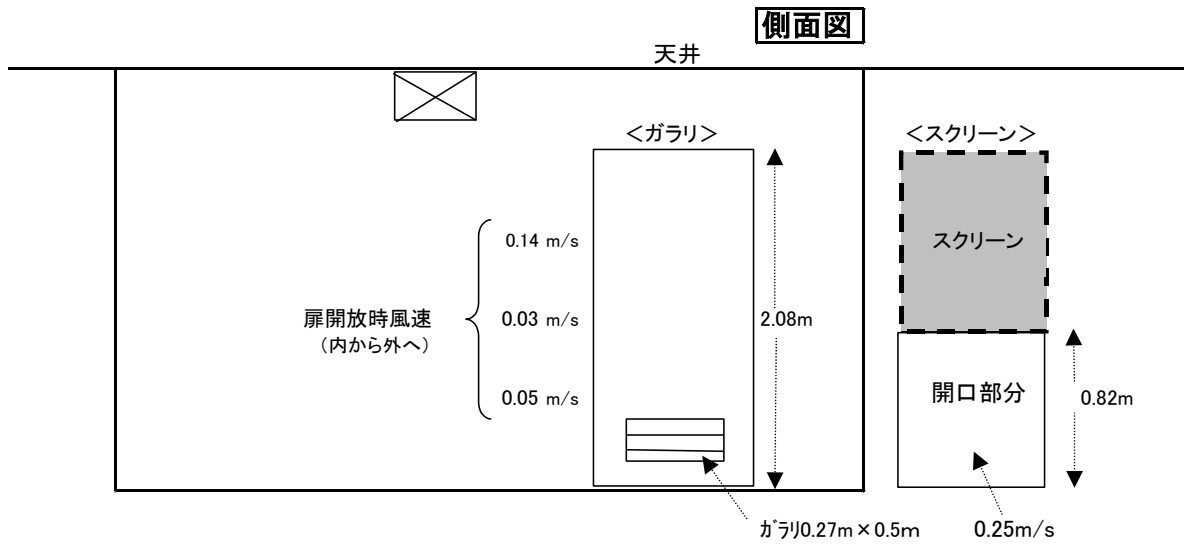 側面図
天井
＜ガラリ＞
＜スクリーン＞
0.14 m/s
スクリーン
扉開放時風速
（内から外へ）
0.03 m/s
2.08m
0.05 m/s
開口部分
0.82m
ｶﾞﾗﾘ0.27m×0.5m
0.25m/s